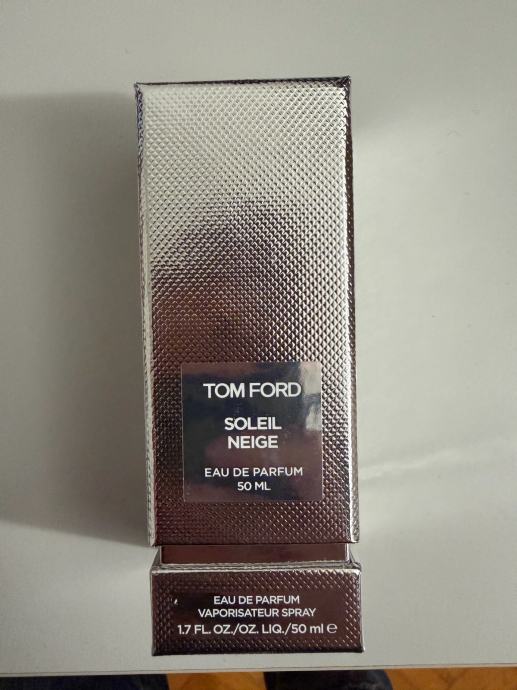 TOM FORD
SOLEIL
NEIGE
EAU DE PARFUM
50 ML
EAU DE PARFUM
VAPORISATEUR SPRAY
1.7 FL. OZ./OZ. LIQ./50 ml ℮